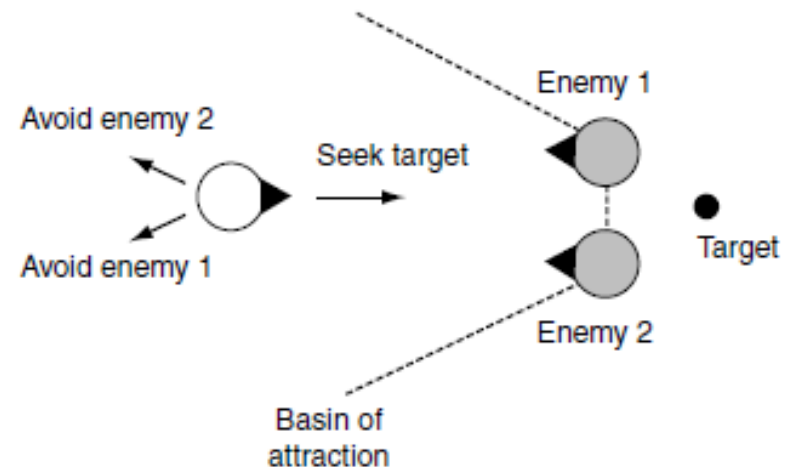 Enemy 1
Avoid enemy 2
Seek target
Target
Avoid enemy 1
Enemy 2
Basin of
attraction